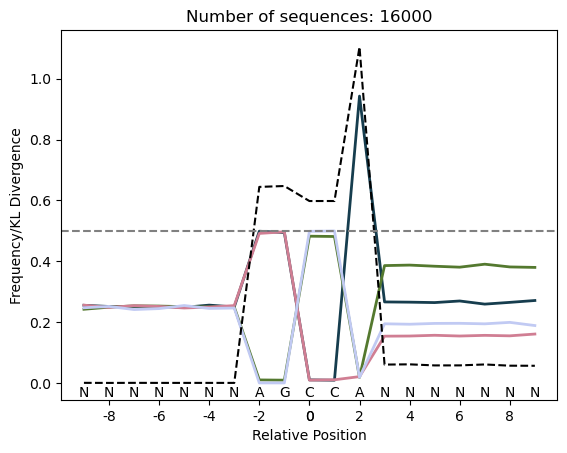 Number of sequences: 16000
Frequency/KL Divergence
1.0
0.8
0.6
0.4
0.2
0.0
N N N N N N N A G C C A N N N N N N N
-8 -6 -4 -2 0 0 2 4 6 8
Relative Position